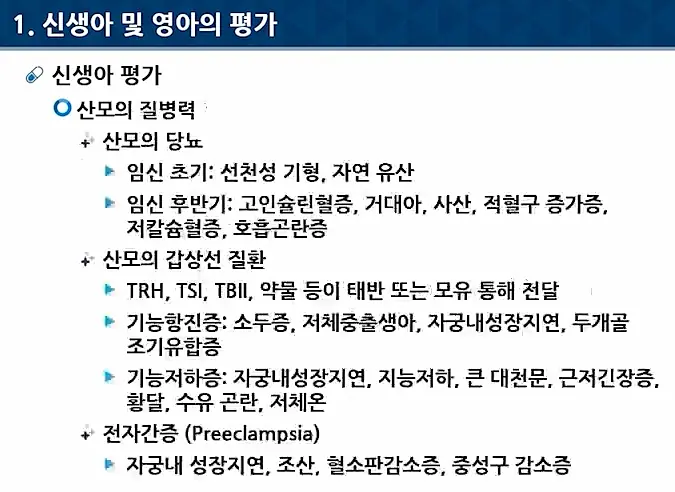 1. 신생아 및 영아의 평가
신생아 평가
산모의 질병력
산모의 당뇨
임신 초기: 선천성 기형, 자연 유산
임신 후반기: 고인슐린혈증, 거대아, 사산, 적혈구 증가증,
저칼슘혈증, 호흡곤란증
산모의 갑상선 질환
TRH, TSI, TBII, 약물 등이 태반 또는 모유 통해 전달
기능항진증: 소두증, 저체중출생아, 자궁내성장지연, 두개골
조기유합증
기능저하증: 자궁내성장지연, 지능저하, 큰 대천문, 근저긴장증,
황달, 수유 곤란, 저체온
전자간증 (Preeclampsia)
자궁내 성장지연, 조산, 혈소판감소증, 중성구 감소증